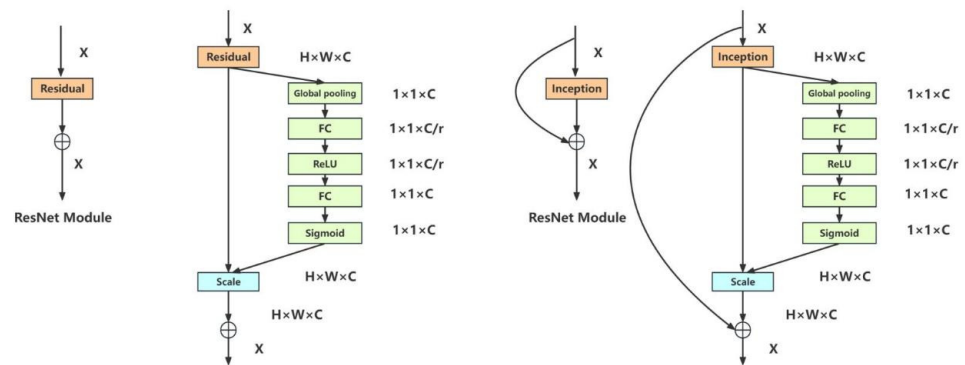 X
Residual
X
ResNet Module
X
Residual
H×W×C
Global pooling
1×1×C
FC
1×1×C/r
ReLU
1×1×C/r
FC
1×1×C
Sigmoid
1×1×C
Scale
H×W×C
H×W×C
X
X
Inception
X
ResNet Module
X
Inception
H×W×C
Global pooling
1×1×C
FC
1×1×C/r
ReLU
1×1×C/r
FC
1×1×C
Sigmoid
1×1×C
Scale
H×W×C
H×W×C
X